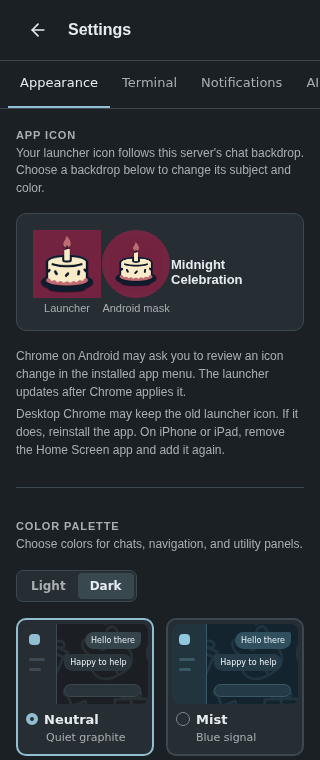 Settings
Appearance Terminal Notifications AI
APP ICON
Your launcher icon follows this server's chat backdrop.
Choose a backdrop below to change its subject and
color.
Midnight
Celebration
Launcher Android mask
Chrome on Android may ask you to review an icon
change in the installed app menu. The launcher
updates after Chrome applies it.
Desktop Chrome may keep the old launcher icon. If it
does, reinstall the app. On iPhone or iPad, remove
the Home Screen app and add it again.
COLOR PALETTE
Choose colors for chats, navigation, and utility panels.
Light Dark
Hello there Hello there
Happy to help Happy to help
Neutral Mist
Quiet graphite Blue signal